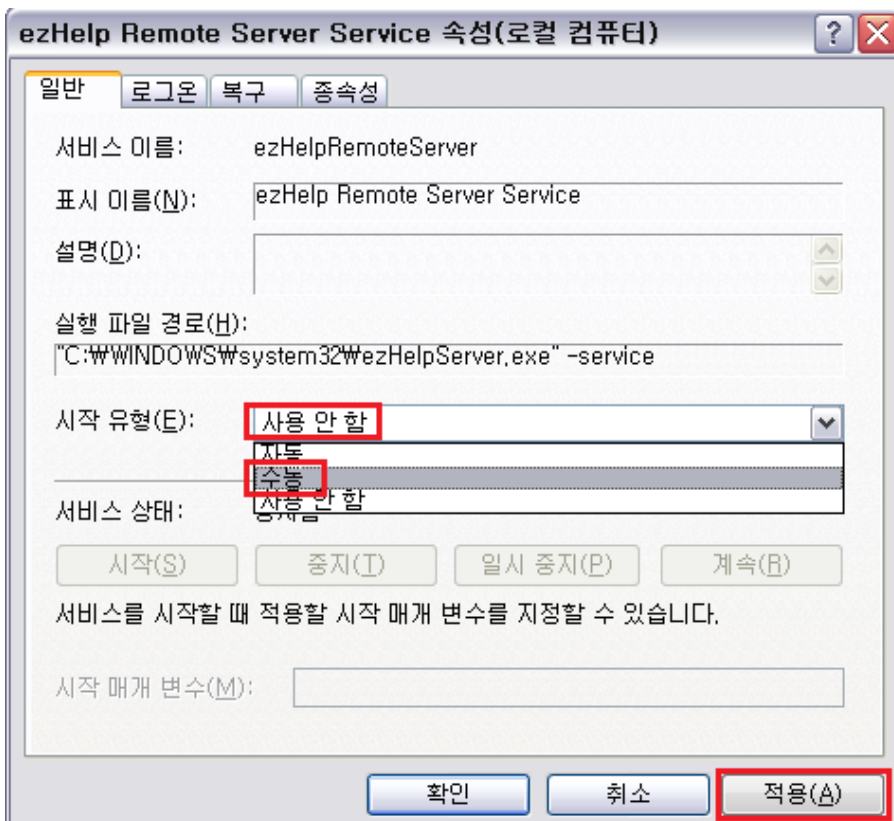 ezHelp Remote Server Service 속성(로컬 컴퓨터)
일반 로그온 복구 종속성
서비스 이름: ezHelpRemoteServer
표시 이름(N): ezHelp Remote Server Service
설명(D):
실행 파일 경로(H):
"C:₩WINDOWS₩system32₩ezHelpServer.exe" -service
시작 유형(E): 사용 안 함
자동
수동
사용 안 함
서비스 상태:
시작(S) 중지(T) 일시 중지(P) 계속(R)
서비스를 시작할 때 적용할 시작 매개 변수를 지정할 수 있습니다.
시작 매개 변수(M):
확인 취소 적용(A)